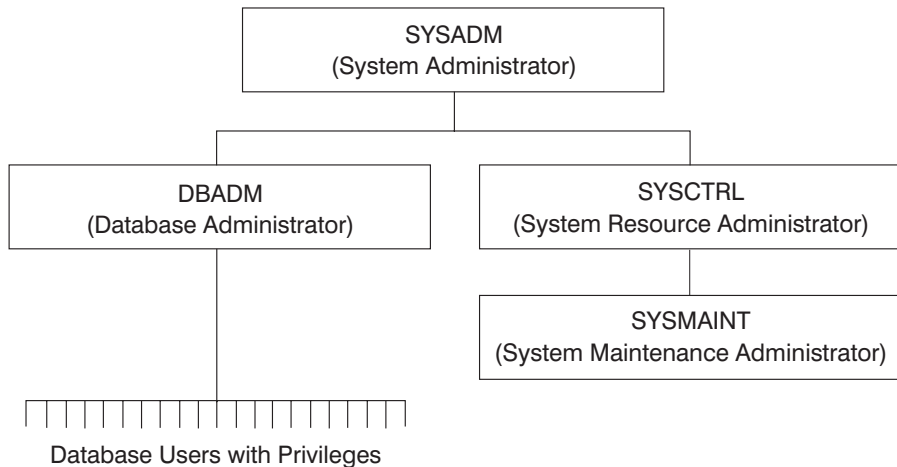 SYSADM
(System Administrator)
DBADM
(Database Administrator)
SYSCTRL
(System Resource Administrator)
SYSMAINT
(System Maintenance Administrator)
Database Users with Privileges